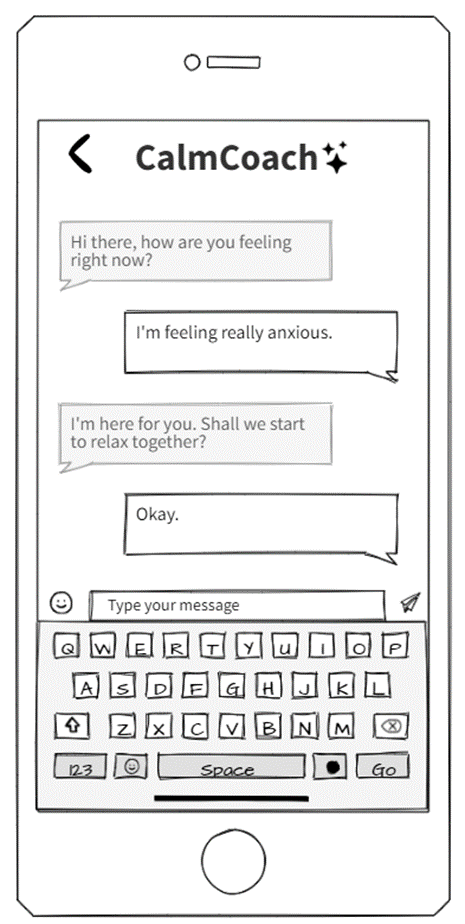 CalmCoach
Hi there, how are you feeling
right now?
I'm feeling really anxious.
I'm here for you. Shall we start
to relax together?
Okay.
Type your message
Q W E R T Y U I O P
A S D F G H J K L
Z X C V B N M
123 Space Go